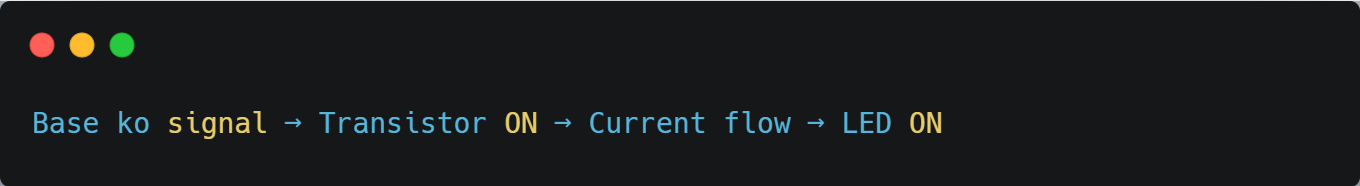 Base ko signal → Transistor ON → Current flow → LED ON